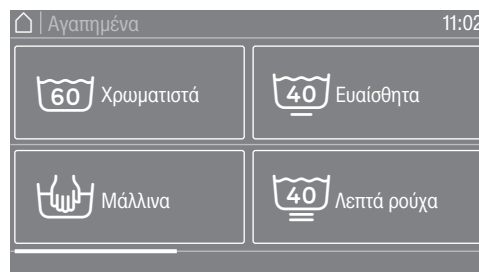 Αγαπημένα 11:02
60 Χρωματιστά
40 Ευαίσθητα
Μάλλινα
40 Λεπτά ρούχα